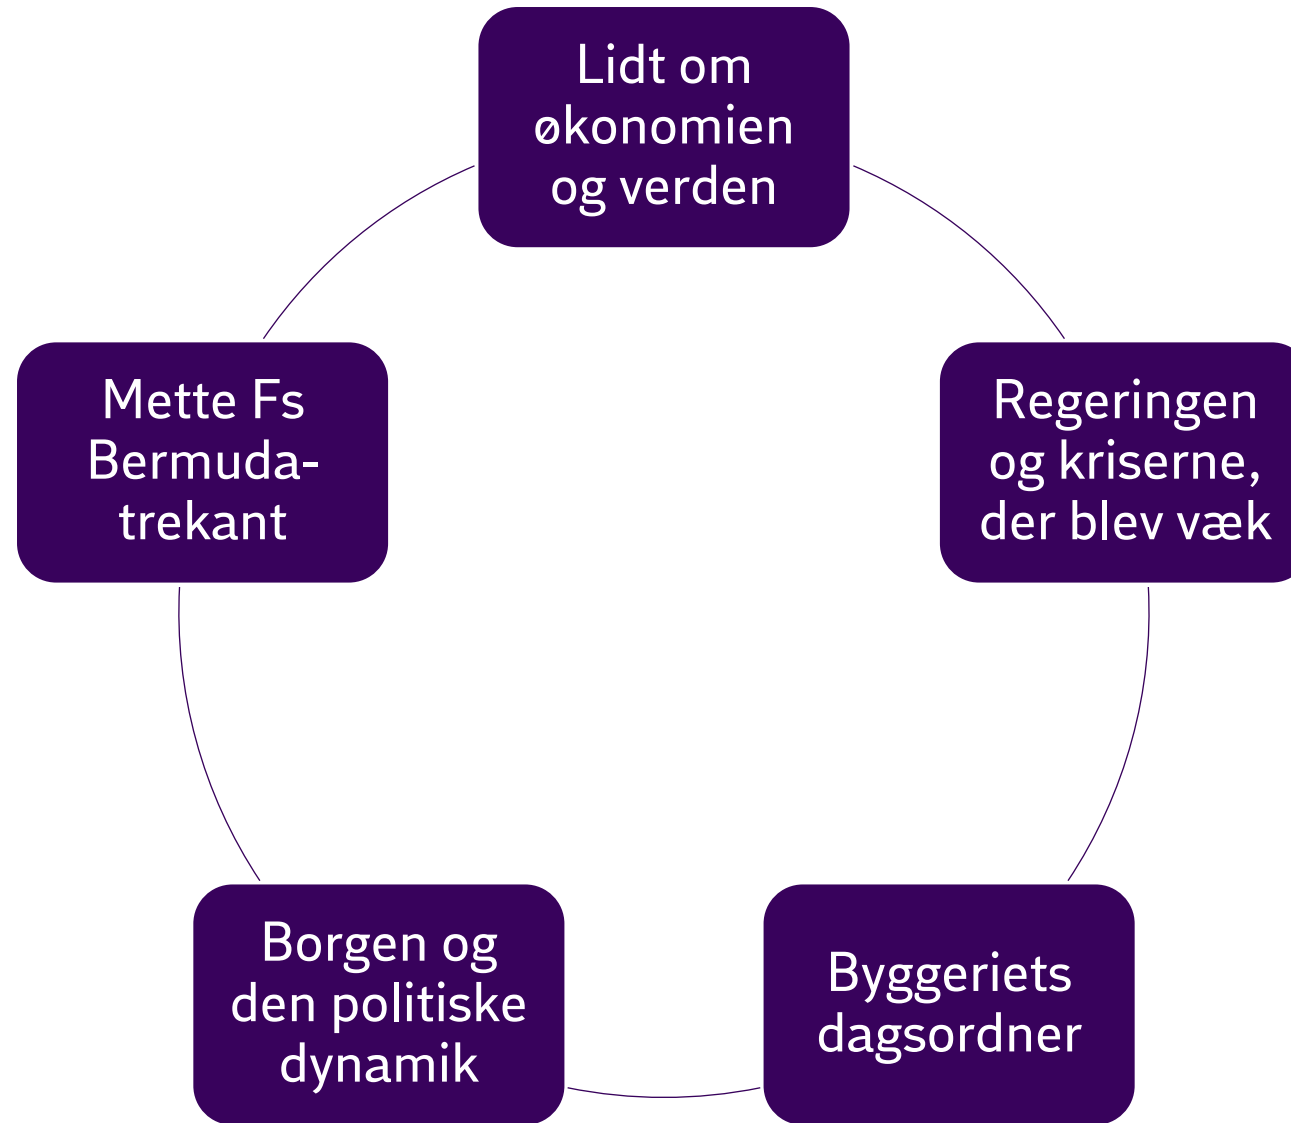 Lidt om
økonomien
og verden
Regeringen
og kriserne,
der blev væk
Byggeriets
dagsordner
Borgen og
den politiske
dynamik
Mette Fs
Bermuda-
trekant